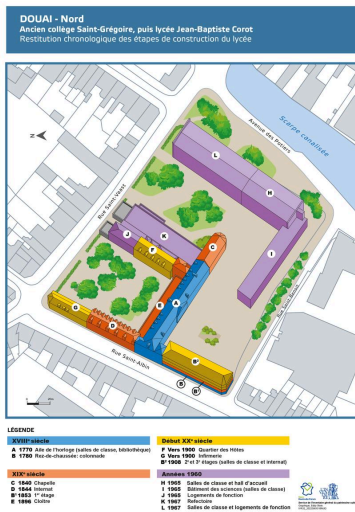 DOUAI - Nord
Ancien collège Saint-Grégoire, puis lycée Jean-Baptiste Corot
Restitution chronologique des étapes de construction du lycée
Scarpe canalisée
Avenue des Potiers
Rue Saint-Vaast
N
L
H
C
K
J
F
I
E
A
G
D
B²
Rue Saint-Albin
B
B¹
LÉGENDE
XVIIIᵉ siècle
A 1770 Aile de l'horloge (salles de classe, bibliothèque)
B 1780 Rez-de-chaussée: colonnade
XIXᵉ siècle
C 1840 Chapelle
D 1844 Internat
B¹ 1853 1ᵉʳ étage
E 1896 Cloître
Début XXᵉ siècle
F Vers 1900 Quartier des Hôtes
G Vers 1900 Infirmerie
B² 1908 2ᵉ et 3ᵉ étages (salles de classe et internat)
Années 1960
H 1965 Salles de classe et hall d'accueil
I 1965 Bâtiment des sciences (salles de classe)
J 1965 Logements de fonction
K 1967 Refectoire
L 1967 Salles de classe et logements de fonction